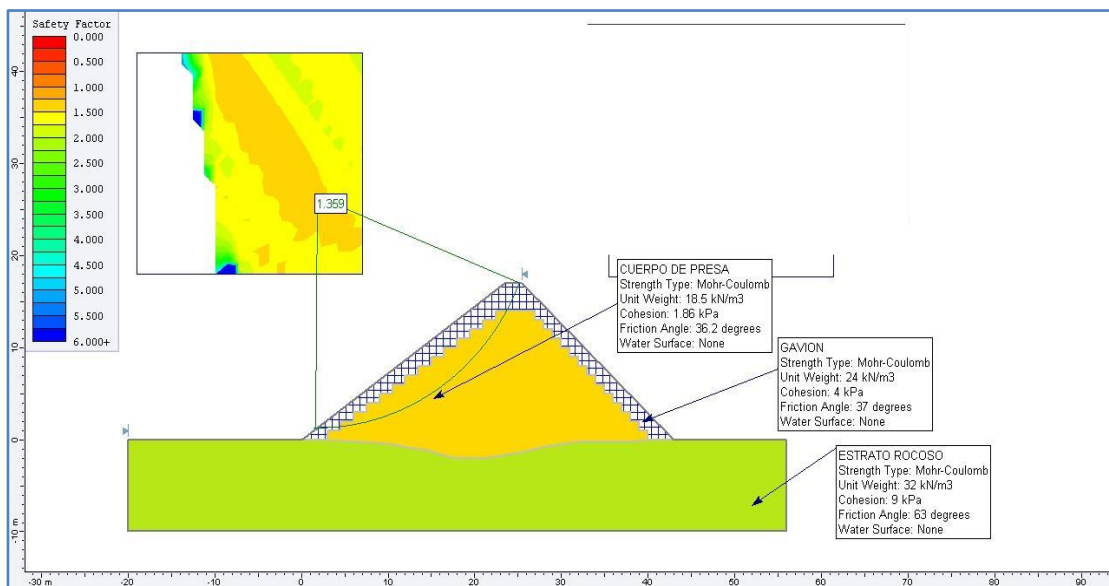 Safety Factor
0.000
0.500
1.000
1.500
2.000
2.500
3.000
3.500
4.000
4.500
5.000
5.500
6.000+
1.359
CUERPO DE PRESA
Strength Type: Mohr-Coulomb
Unit Weight: 18.5 kN/m3
Cohesion: 1.86 kPa
Friction Angle: 36.2 degrees
Water Surface: None
GAVION
Strength Type: Mohr-Coulomb
Unit Weight: 24 kN/m3
Cohesion: 4 kPa
Friction Angle: 37 degrees
Water Surface: None
ESTRATO ROCOSO
Strength Type: Mohr-Coulomb
Unit Weight: 32 kN/m3
Cohesion: 9 kPa
Friction Angle: 63 degrees
Water Surface: None
40
30
20
10
0
-10 m
-30 m
-20
-10
0
10
20
30
40
50
60
70
80
90